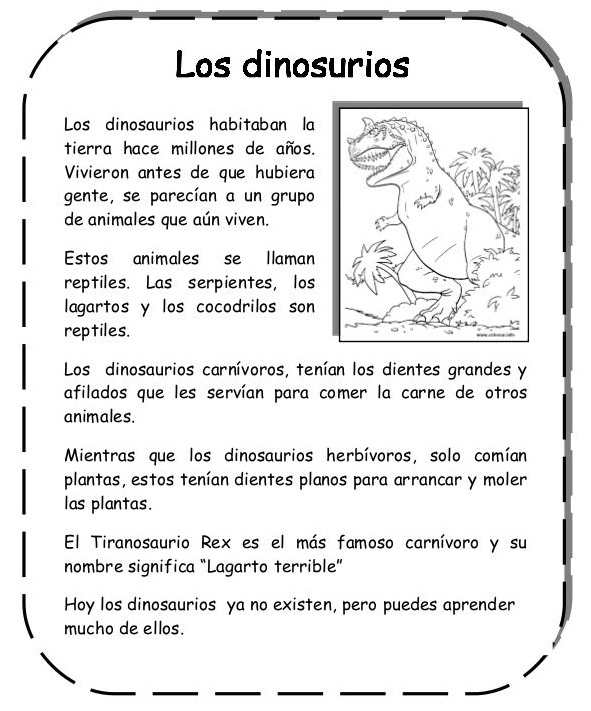 Los dinosurios
Los dinosaurios habitaban la
tierra hace millones de años.
Vivieron antes de que hubiera
gente, se parecían a un grupo
de animales que aún viven.
Estos animales se llaman
reptiles. Las serpientes, los
lagartos y los cocodrilos son
reptiles.
Los dinosaurios carnívoros, tenían los dientes grandes y
afilados que les servían para comer la carne de otros
animales.
Mientras que los dinosaurios herbívoros, solo comían
plantas, estos tenían dientes planos para arrancar y moler
las plantas.
El Tiranosaurio Rex es el más famoso carnívoro y su
nombre significa “Lagarto terrible”
Hoy los dinosaurios ya no existen, pero puedes aprender
mucho de ellos.